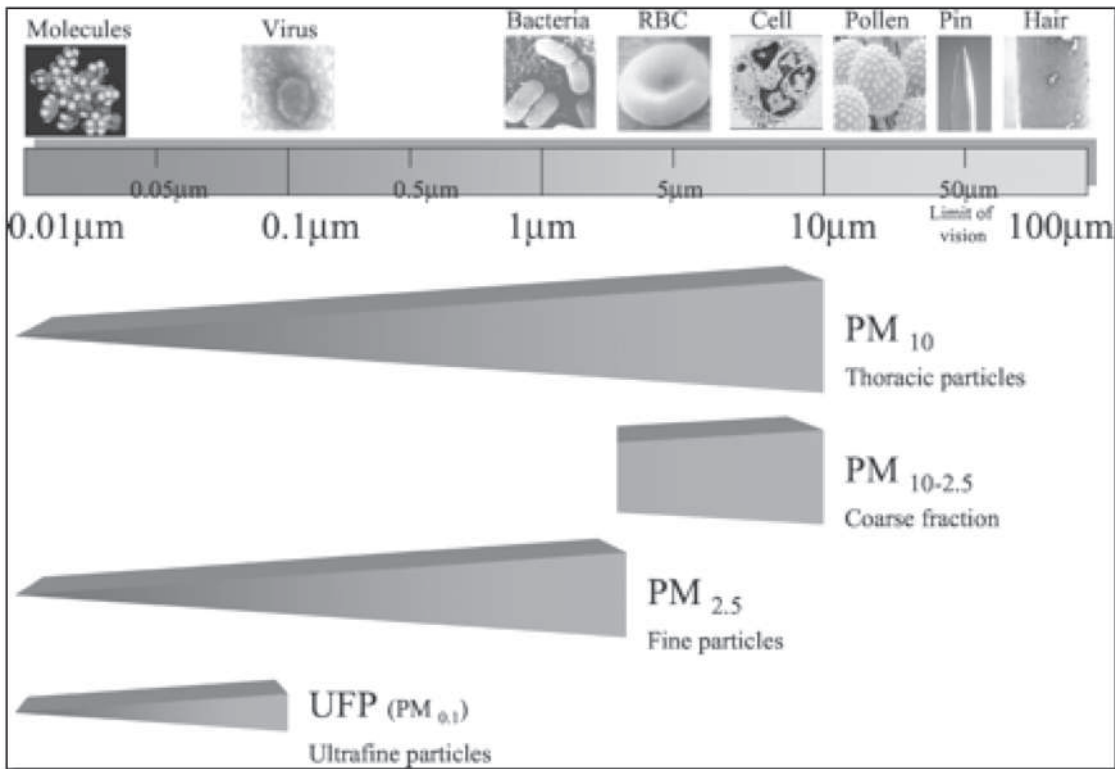 Molecules Virus Bacteria RBC Cell Pollen Pin Hair
0.05μm 0.5μm 5μm 50μm
0.01μm 0.1μm 1μm 10μm Limit of vision 100μm
PM 10
Thoracic particles
PM 10-2.5
Coarse fraction
PM 2.5
Fine particles
UFP (PM 0.1)
Ultrafine particles